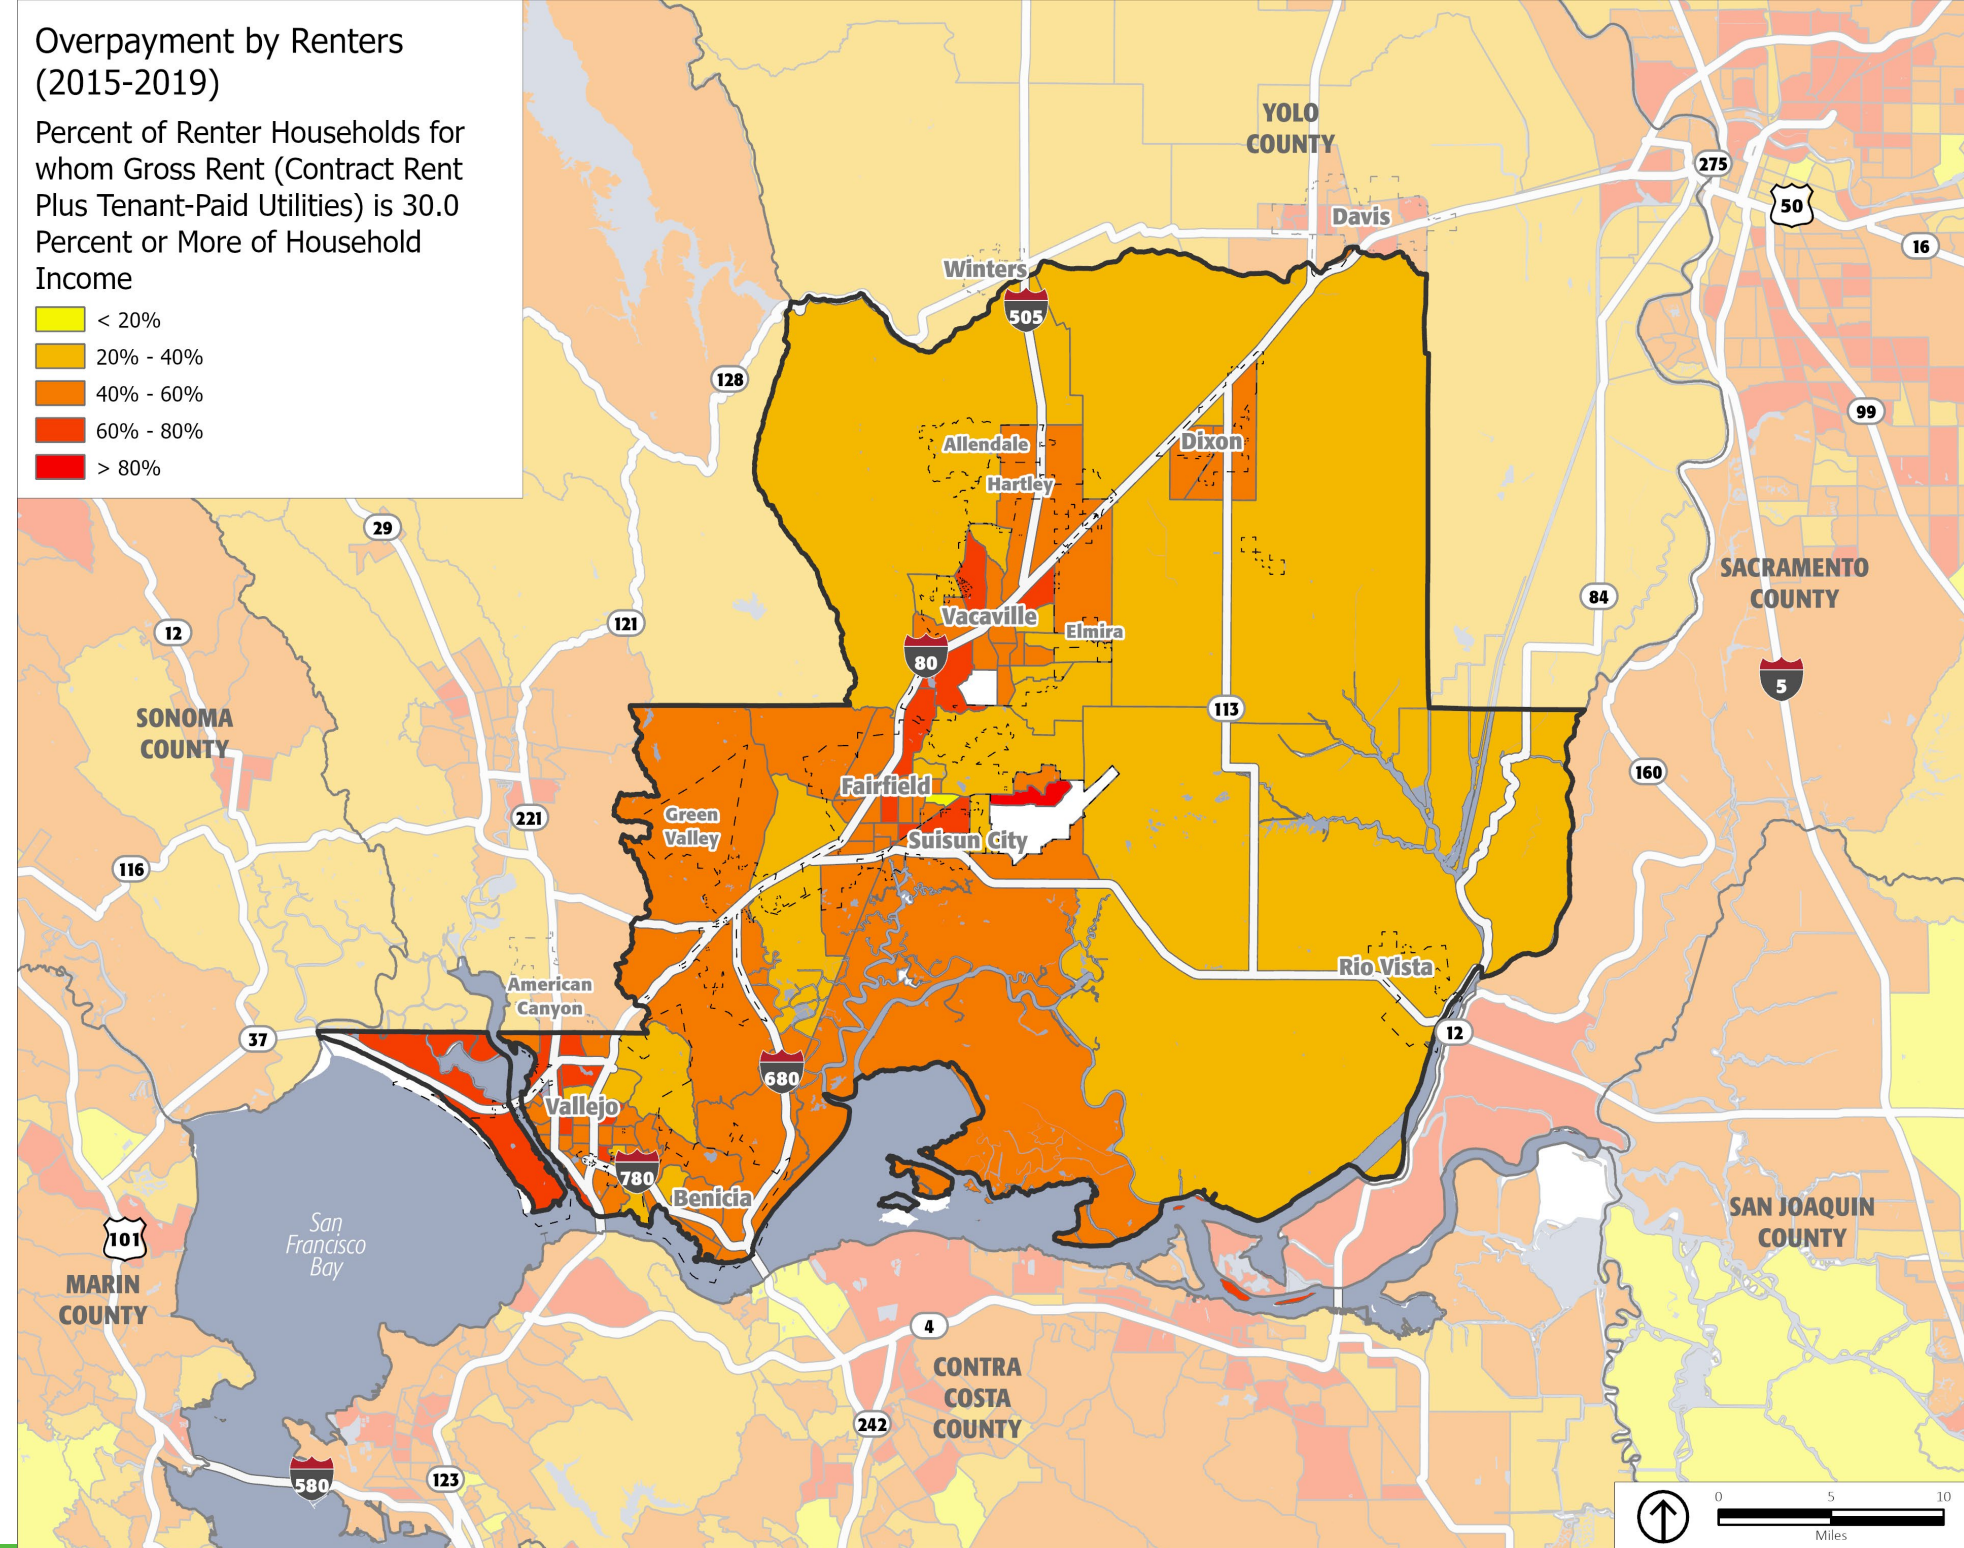 Overpayment by Renters
(2015-2019)
Percent of Renter Households for
whom Gross Rent (Contract Rent
Plus Tenant-Paid Utilities) is 30.0
Percent or More of Household
Income
< 20%
20% - 40%
40% - 60%
60% - 80%
> 80%
YOLO
COUNTY
275
50
Davis
16
Winters
505
128
99
Allendale
Dixon
Hartley
29
SACRAMENTO
COUNTY
84
12
121
Vacaville
Elmira
80
5
SONOMA
COUNTY
113
160
Fairfield
221
Green
Valley
Suisun City
116
Rio Vista
American
Canyon
37
12
680
Vallejo
780
Benicia
SAN JOAQUIN
COUNTY
101
San
Francisco
Bay
MARIN
COUNTY
4
CONTRA
COSTA
COUNTY
242
580
123
0 5 10
Miles